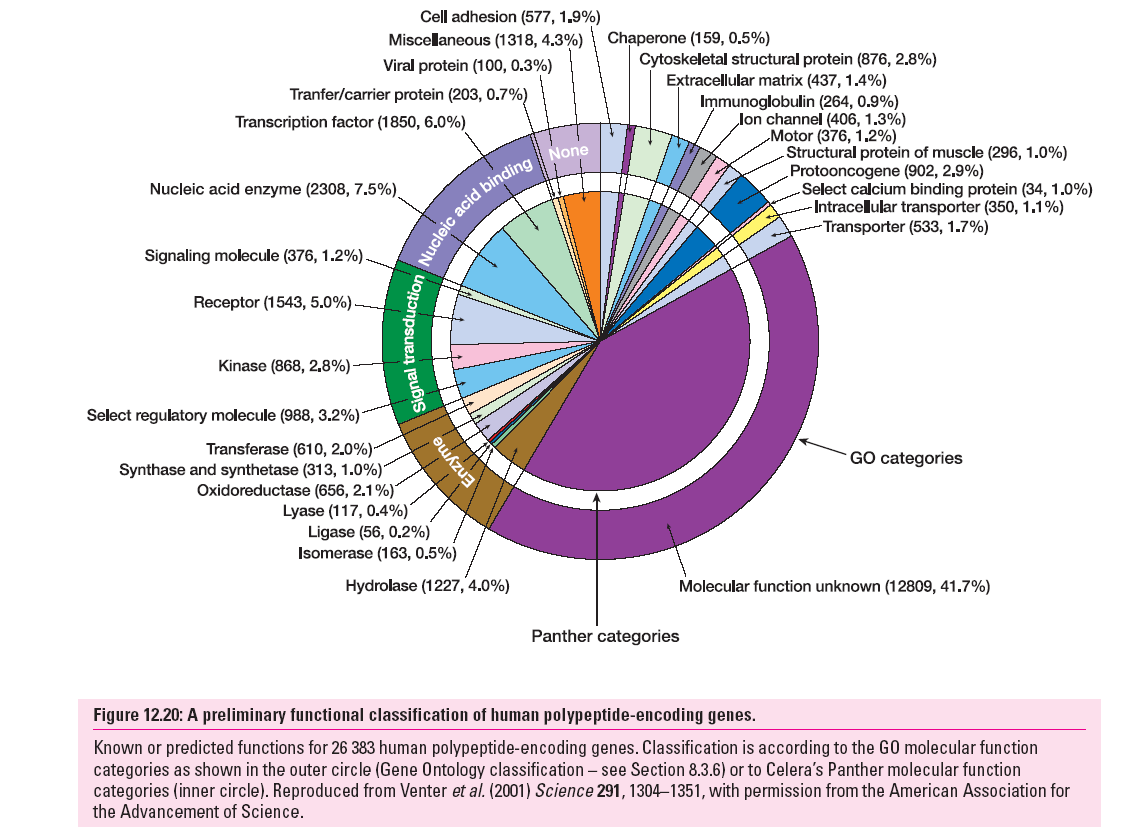 Cell adhesion (577, 1.9%)
Miscellaneous (1318, 4.3%)
Viral protein (100, 0.3%)
Tranfer/carrier protein (203, 0.7%)
Transcription factor (1850, 6.0%)
Nucleic acid enzyme (2308, 7.5%)
Signaling molecule (376, 1.2%)
Receptor (1543, 5.0%)
Kinase (868, 2.8%)
Select regulatory molecule (988, 3.2%)
Transferase (610, 2.0%)
Synthase and synthetase (313, 1.0%)
Oxidoreductase (656, 2.1%)
Lyase (117, 0.4%)
Ligase (56, 0.2%)
Isomerase (163, 0.5%)
Hydrolase (1227, 4.0%)
Chaperone (159, 0.5%)
Cytoskeletal structural protein (876, 2.8%)
Extracellular matrix (437, 1.4%)
Immunoglobulin (264, 0.9%)
Ion channel (406, 1.3%)
Motor (376, 1.2%)
Structural protein of muscle (296, 1.0%)
Protooncogene (902, 2.9%)
Select calcium binding protein (34, 1.0%)
Intracellular transporter (350, 1.1%)
Transporter (533, 1.7%)
None
Nucleic acid binding
Signal transduction
Enzyme
GO categories
Molecular function unknown (12809, 41.7%)
Panther categories
Figure 12.20: A preliminary functional classification of human polypeptide-encoding genes.
Known or predicted functions for 26 383 human polypeptide-encoding genes. Classification is according to the GO molecular function
categories as shown in the outer circle (Gene Ontology classification – see Section 8.3.6) or to Celera's Panther molecular function
categories (inner circle). Reproduced from Venter et al. (2001) Science 291, 1304–1351, with permission from the American Association for
the Advancement of Science.